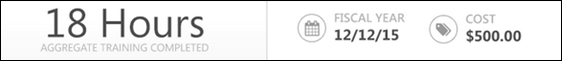 18 Hours
AGGREGATE TRAINING COMPLETED
FISCAL YEAR
12/12/15
COST
$500.00